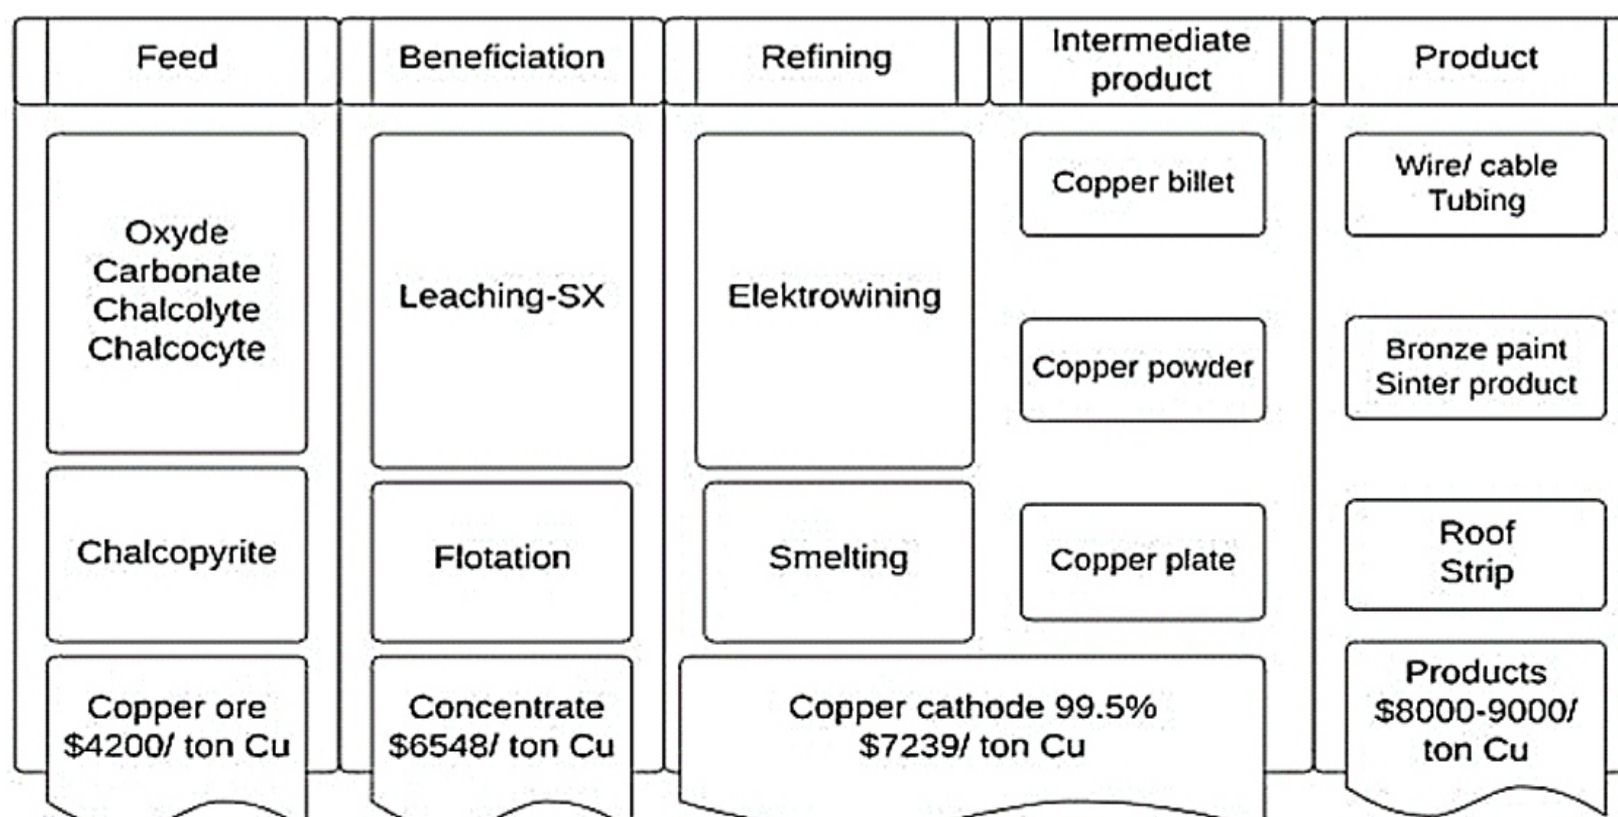 Feed
Beneficiation
Refining
Intermediate
product
Product
Oxyde
Carbonate
Chalcolyte
Chalcocyte
Chalcopyrite
Copper ore
$4200/ ton Cu
Leaching-SX
Flotation
Concentrate
$6548/ ton Cu
Elektrowining
Smelting
Copper billet
Copper powder
Copper plate
Copper cathode 99.5%
$7239/ ton Cu
Wire/ cable
Tubing
Bronze paint
Sinter product
Roof
Strip
Products
$8000-9000/
ton Cu